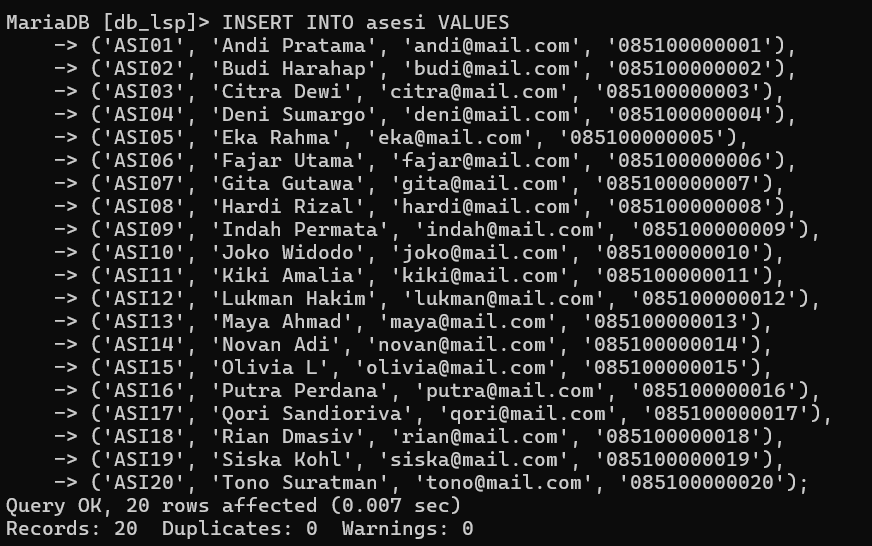 MariaDB [db_lsp]> INSERT INTO asesi VALUES
    -> ('ASI01', 'Andi Pratama', 'andi@mail.com', '085100000001'),
    -> ('ASI02', 'Budi Harahap', 'budi@mail.com', '085100000002'),
    -> ('ASI03', 'Citra Dewi', 'citra@mail.com', '085100000003'),
    -> ('ASI04', 'Deni Sumargo', 'deni@mail.com', '085100000004'),
    -> ('ASI05', 'Eka Rahma', 'eka@mail.com', '085100000005'),
    -> ('ASI06', 'Fajar Utama', 'fajar@mail.com', '085100000006'),
    -> ('ASI07', 'Gita Gutawa', 'gita@mail.com', '085100000007'),
    -> ('ASI08', 'Hardi Rizal', 'hardi@mail.com', '085100000008'),
    -> ('ASI09', 'Indah Permata', 'indah@mail.com', '085100000009'),
    -> ('ASI10', 'Joko Widodo', 'joko@mail.com', '085100000010'),
    -> ('ASI11', 'Kiki Amalia', 'kiki@mail.com', '085100000011'),
    -> ('ASI12', 'Lukman Hakim', 'lukman@mail.com', '085100000012'),
    -> ('ASI13', 'Maya Ahmad', 'maya@mail.com', '085100000013'),
    -> ('ASI14', 'Novan Adi', 'novan@mail.com', '085100000014'),
    -> ('ASI15', 'Olivia L', 'olivia@mail.com', '085100000015'),
    -> ('ASI16', 'Putra Perdana', 'putra@mail.com', '085100000016'),
    -> ('ASI17', 'Qori Sandioriva', 'qori@mail.com', '085100000017'),
    -> ('ASI18', 'Rian Dmasiv', 'rian@mail.com', '085100000018'),
    -> ('ASI19', 'Siska Kohl', 'siska@mail.com', '085100000019'),
    -> ('ASI20', 'Tono Suratman', 'tono@mail.com', '085100000020');
Query OK, 20 rows affected (0.007 sec)
Records: 20  Duplicates: 0  Warnings: 0